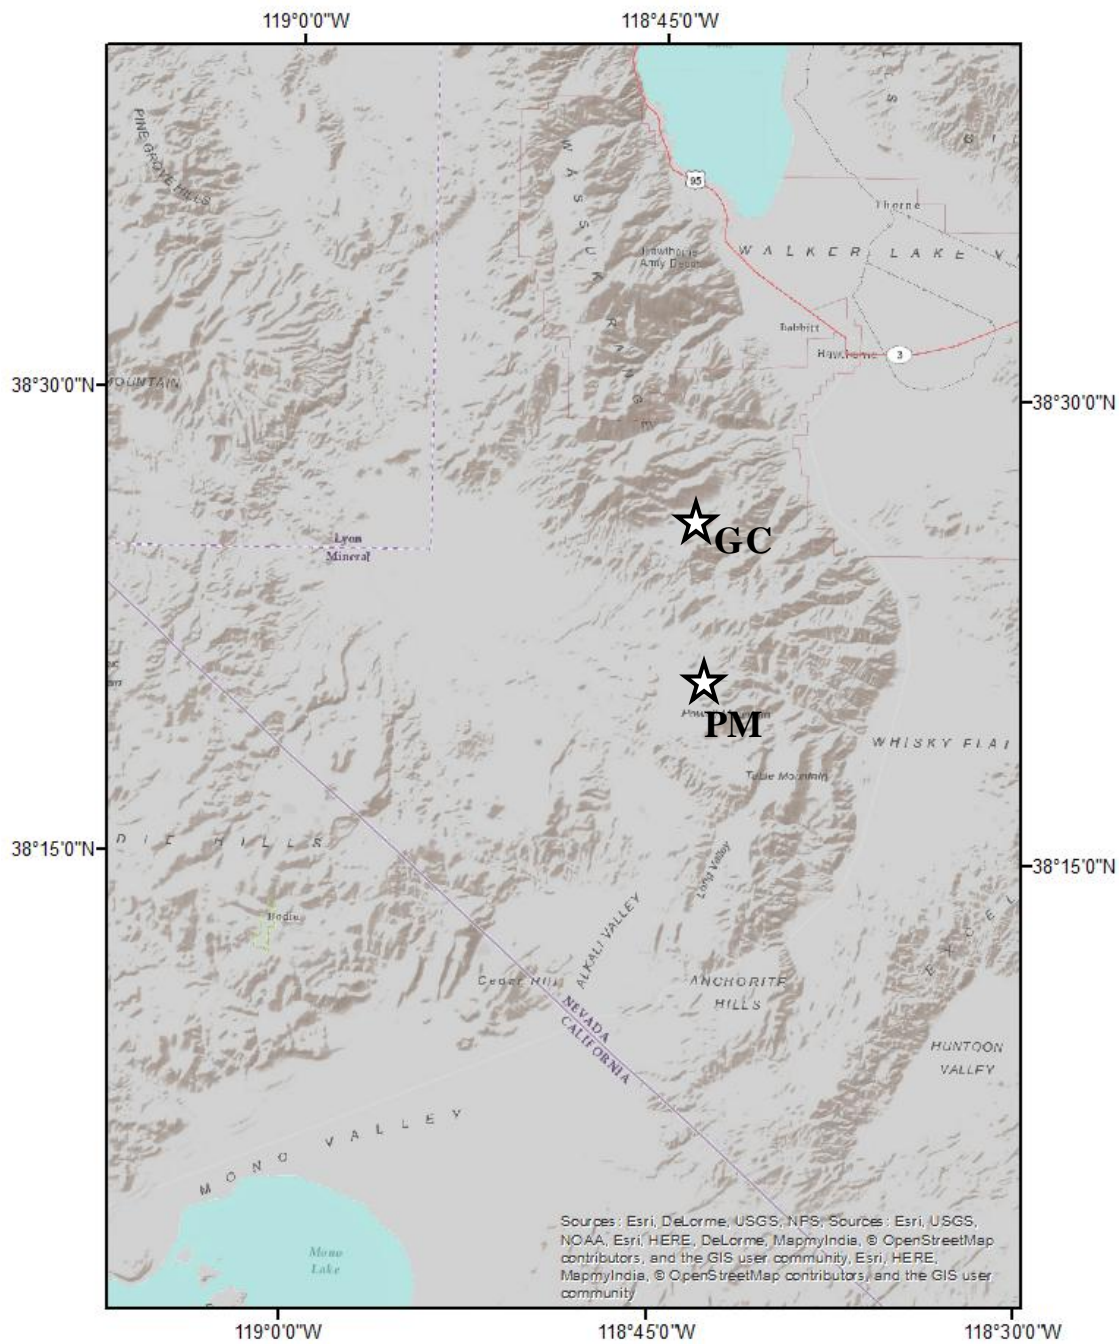 119°0'0"W
118°45'0"W
PINE GROVE HILLS
WASSUK RANGE
95
Thorne
WALKER LAKE V
Hawthorne
Army Depot
Babbitt
Hawthorne
3
38°30'0"N
OUNTAIN
38°30'0"N
GC
Lyon
Mineral
PM
WHISKY FLAT
Table Mountain
38°15'0"N
DIE HILLS
38°15'0"N
Long Valley
Bodie
ALKALI VALLEY
EXCEL
Cedar Hill
ANCHORITE
HILLS
NEVADA
CALIFORNIA
HUNTOON
VALLEY
MONO VALLEY
Mono
Lake
Sources: Esri, DeLorme, USGS, NPS, Sources: Esri, USGS,
NOAA, Esri, HERE, DeLorme, MapmyIndia, © OpenStreetMap
contributors, and the GIS user community, Esri, HERE,
MapmyIndia, © OpenStreetMap contributors, and the GIS user
community
119°0'0"W
118°45'0"W
118°30'0"W